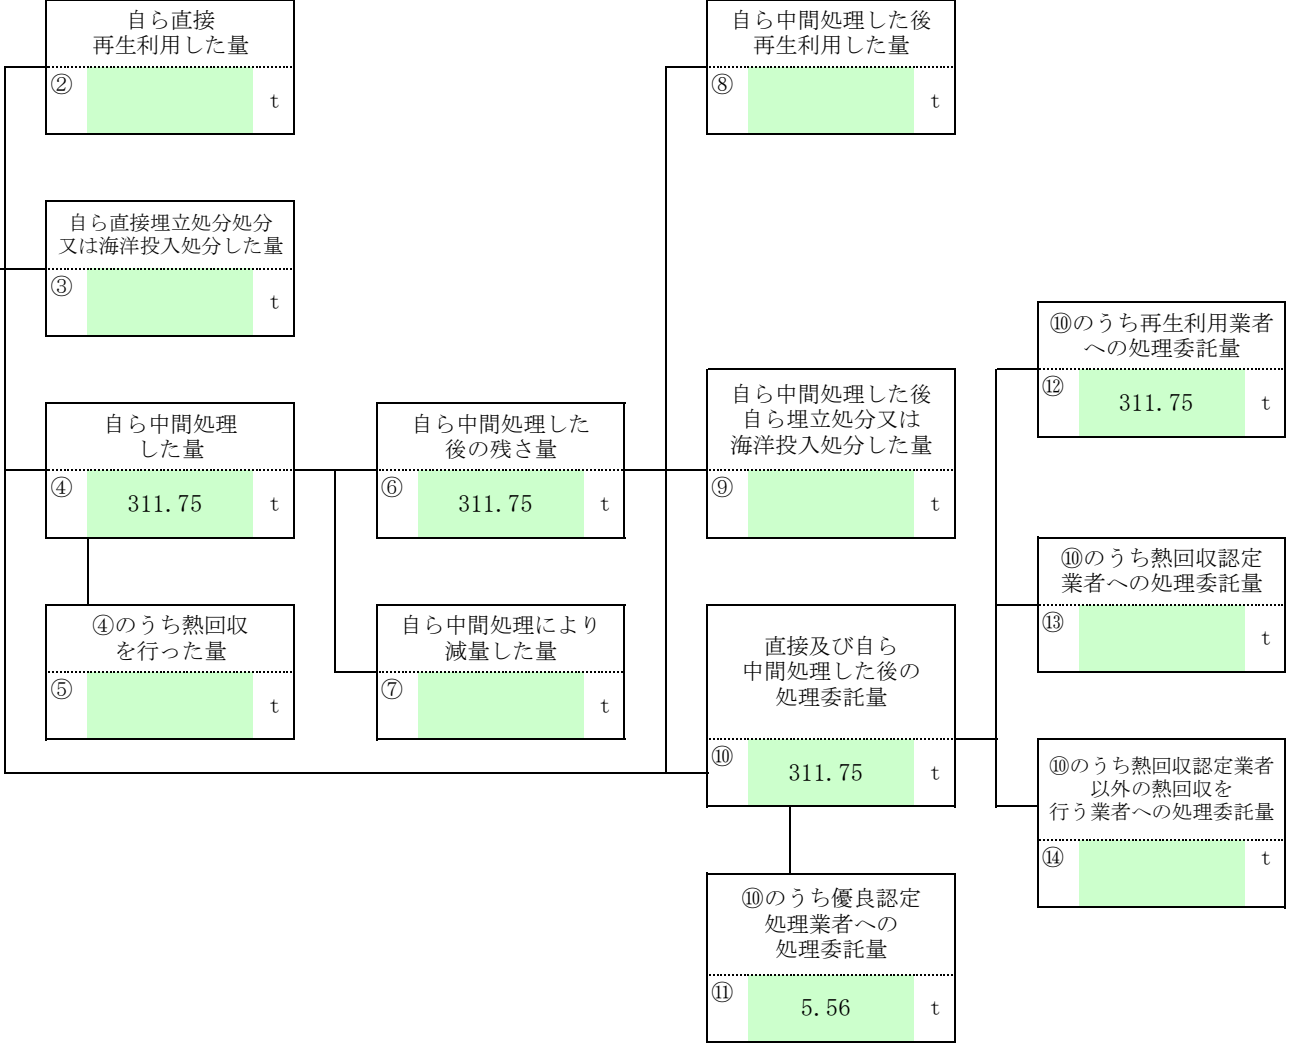 自ら直接
再生利用した量
②
t
自ら直接埋立処分処分
又は海洋投入処分した量
③
t
自ら中間処理
した量
④
311.75
t
④のうち熱回収
を行った量
⑤
t
自ら中間処理した
後の残さ量
⑥
311.75
t
自ら中間処理により
減量した量
⑦
t
自ら中間処理した後
再生利用した量
⑧
t
自ら中間処理した後
自ら埋立処分又は
海洋投入処分した量
⑨
t
直接及び自ら
中間処理した後の
処理委託量
⑩
311.75
t
⑩のうち優良認定
処理業者への
処理委託量
⑪
5.56
t
⑩のうち再生利用業者
への処理委託量
⑫
311.75
t
⑩のうち熱回収認定
業者への処理委託量
⑬
t
⑩のうち熱回収認定業者
以外の熱回収を
行う業者への処理委託量
⑭
t